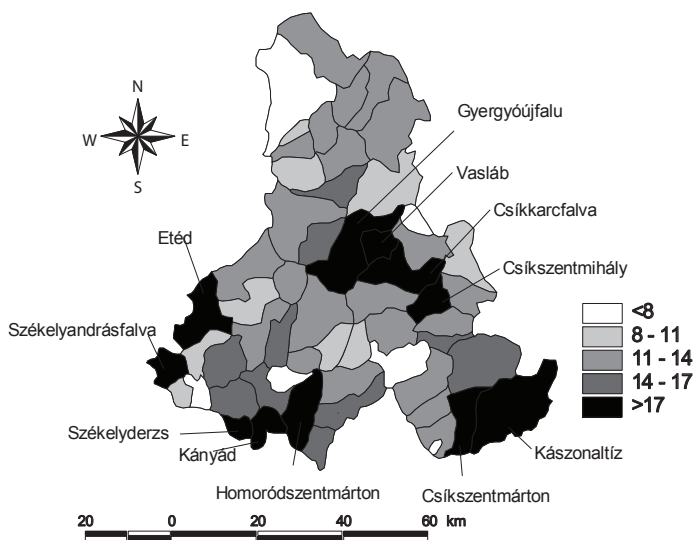 N
W E
S
Gyergyóújfalu
Vasláb
Csíkkarcfalva
Csíkszentmihály
Etéd
Székelyandrásfalva
<8
8 - 11
11 - 14
14 - 17
>17
Székelyderzs
Kányád
Homoródszentmárton
Csíkszentmárton
Kászonaltíz
20 0 20 40 60 km